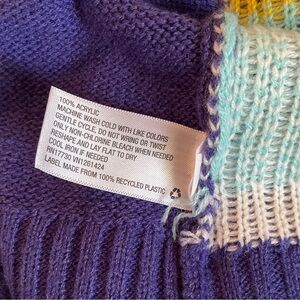 100% ACRYLIC
MACHINE WASH COLD WITH LIKE COLORS
GENTLE CYCLE. DO NOT WRING OR TWIST
ONLY NON-CHLORINE BLEACH WHEN NEEDED
RESHAPE AND LAY FLAT TO DRY
COOL IRON IF NEEDED
RN17730 VN1261424
LABEL MADE FROM 100% RECYCLED PLASTIC